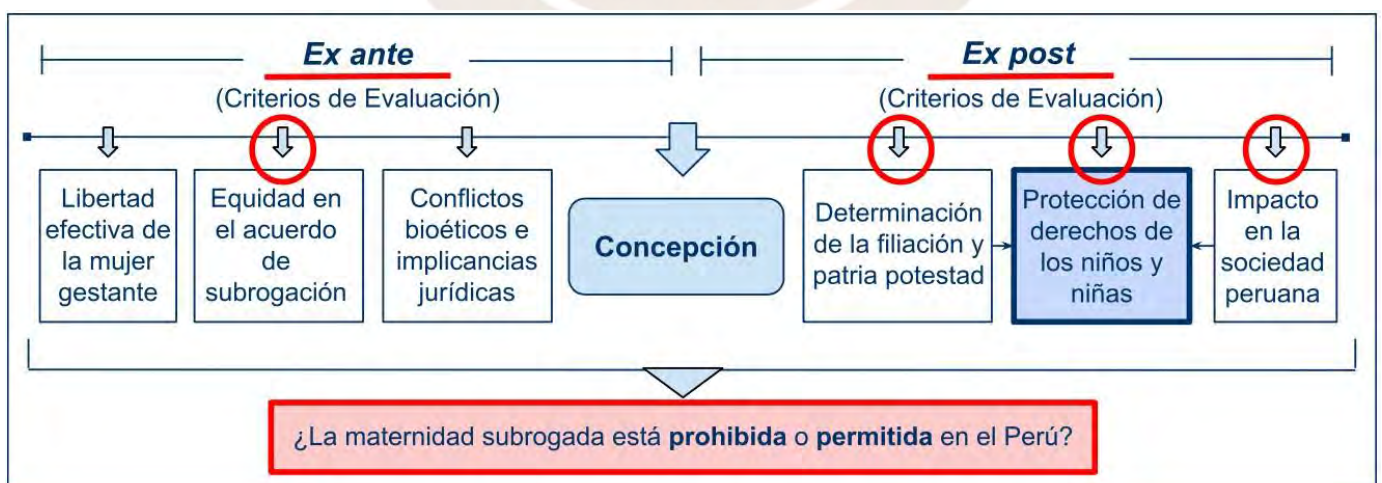 Ex ante
(Criterios de Evaluación)
Ex post
(Criterios de Evaluación)
Libertad
efectiva de
la mujer
gestante
Equidad en
el acuerdo
de
subrogación
Conflictos
bioéticos e
implicancias
jurídicas
Concepción
Determinación
de la filiación y
patria potestad
Protección de
derechos de
los niños y
niñas
Impacto
en la
sociedad
peruana
¿La maternidad subrogada está prohibida o permitida en el Perú?